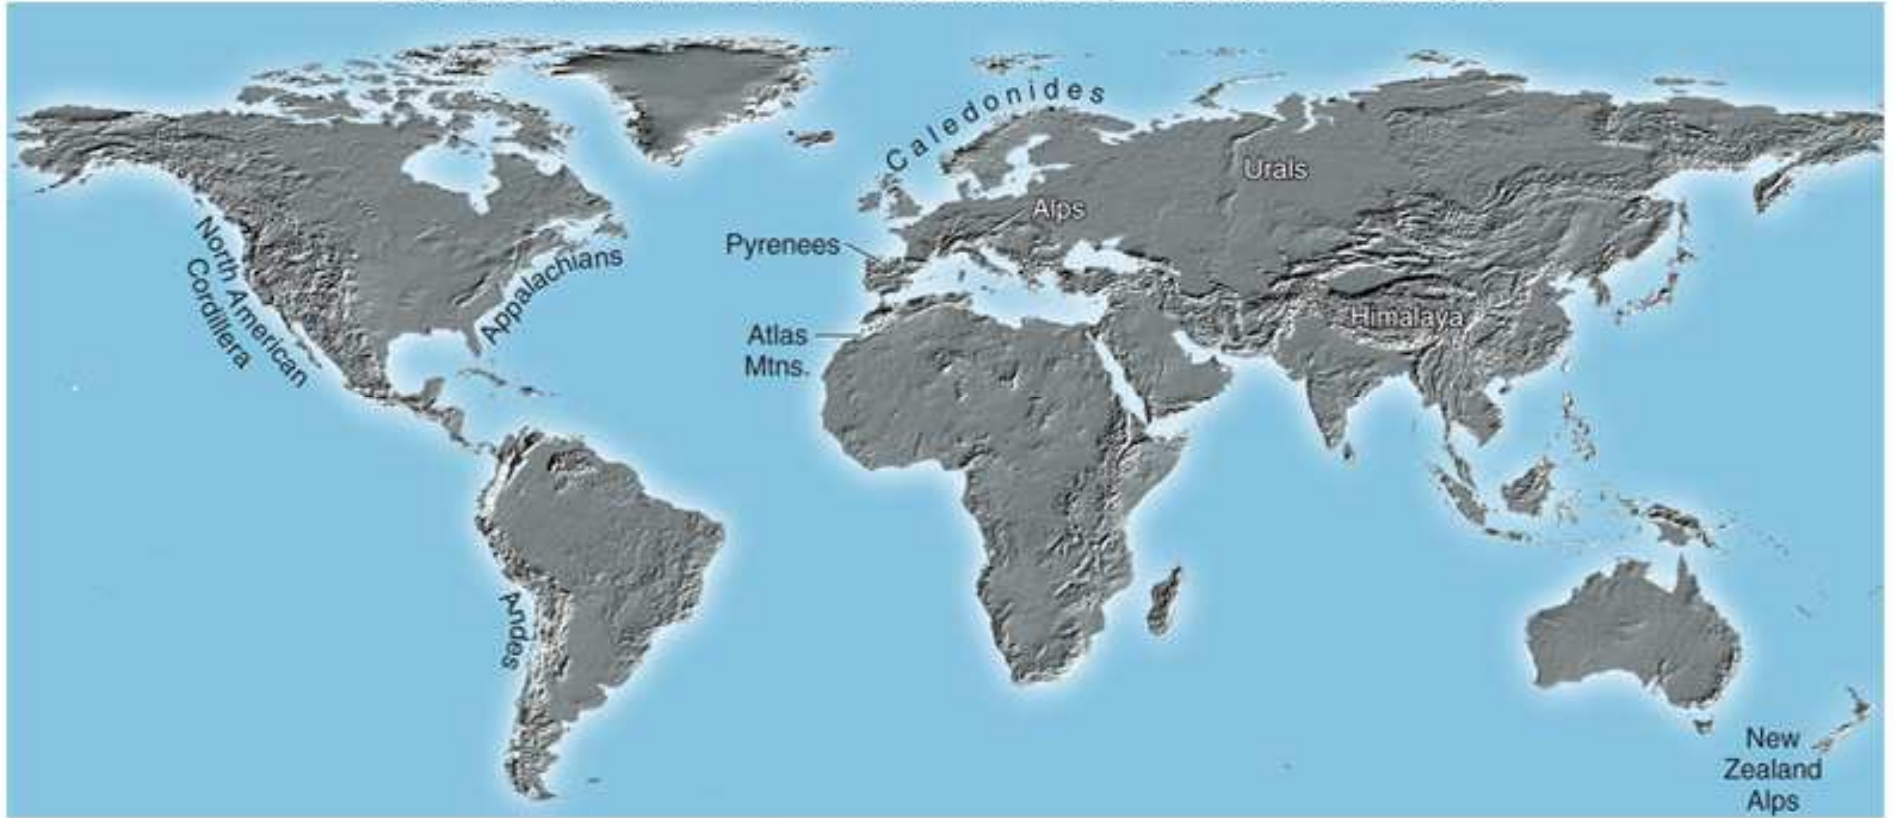 Caledonides
Urals
Alps
Pyrenees
North American
Cordillera
Appalachians
Atlas
Mtns.
Himalaya
Andes
New
Zealand
Alps